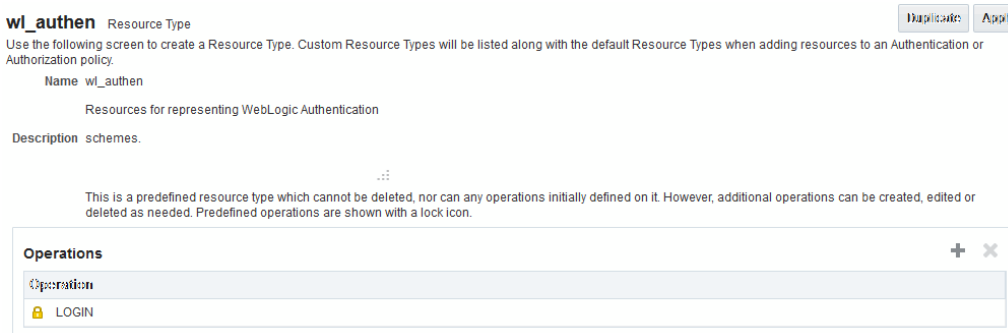 wl_authen Resource Type
Duplicate Appl
Use the following screen to create a Resource Type. Custom Resource Types will be listed along with the default Resource Types when adding resources to an Authentication or
Authorization policy.
Name wl_authen
Resources for representing WebLogic Authentication
Description schemes.
This is a predefined resource type which cannot be deleted, nor can any operations initially defined on it. However, additional operations can be created, edited or
deleted as needed. Predefined operations are shown with a lock icon.
Operations
Operation
LOGIN